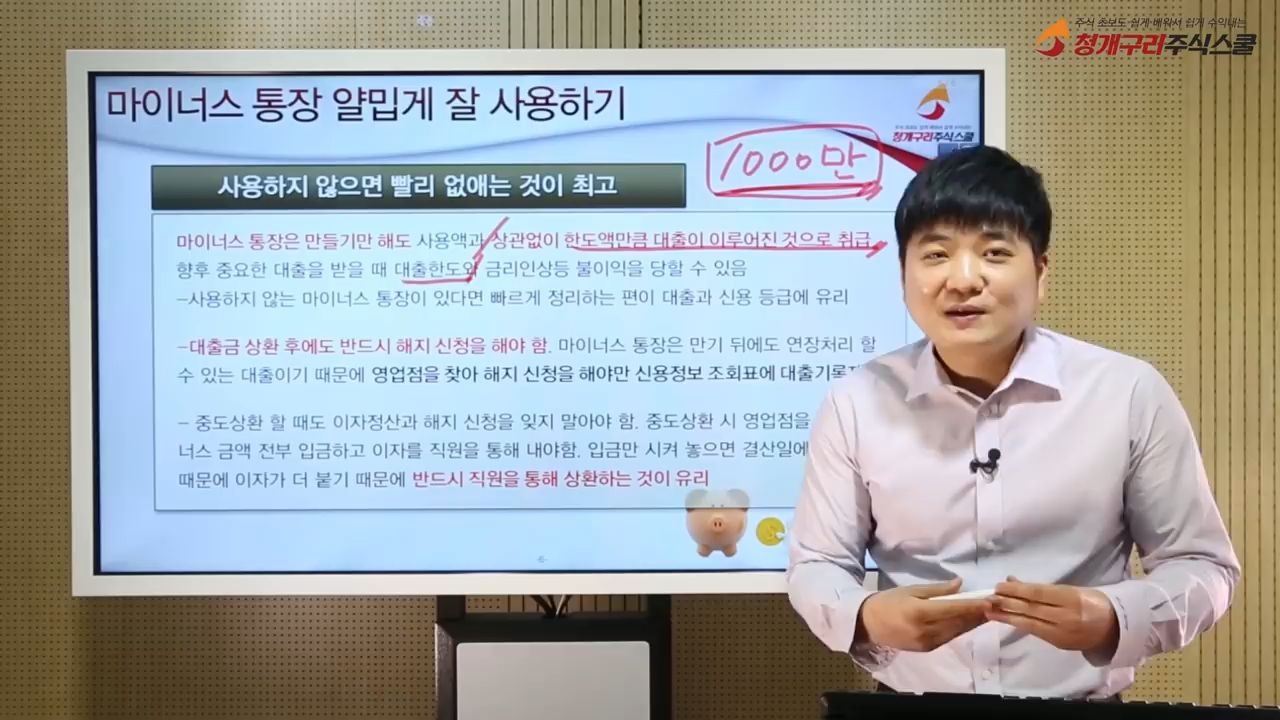 주식 초보도 쉽게 배워서 쉽게 수익내는
청개구리주식스쿨
마이너스 통장 얄밉게 잘 사용하기
청개구리주식스쿨
1000만
사용하지 않으면 빨리 없애는 것이 최고
마이너스 통장은 만들기만 해도 사용액과 상관없이 한도액만큼 대출이 이루어진 것으로 취급
향후 중요한 대출을 받을 때 대출한도와 금리인상등 불이익을 당할 수 있음
-사용하지 않는 마이너스 통장이 있다면 빠르게 정리하는 편이 대출과 신용 등급에 유리
-대출금 상환 후에도 반드시 해지 신청을 해야 함. 마이너스 통장은 만기 뒤에도 연장처리 할
수 있는 대출이기 때문에 영업점을 찾아 해지 신청을 해야만 신용정보 조회표에 대출기록
- 중도상환 할 때도 이자정산과 해지 신청을 잊지 말아야 함. 중도상환 시 영업점을
너스 금액 전부 입금하고 이자를 직원을 통해 내야함. 입금만 시켜 놓으면 결산일에
때문에 이자가 더 붙기 때문에 반드시 직원을 통해 상환하는 것이 유리